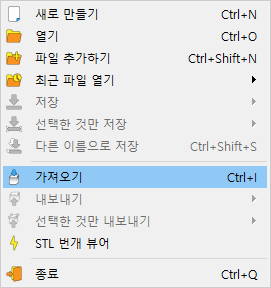 새로 만들기 Ctrl+N
열기 Ctrl+O
파일 추가하기 Ctrl+Shift+N
최근 파일 열기
저장
선택한 것만 저장
다른 이름으로 저장 Ctrl+Shift+S
가져오기 Ctrl+I
내보내기
선택한 것만 내보내기
STL 번개 뷰어
종료 Ctrl+Q